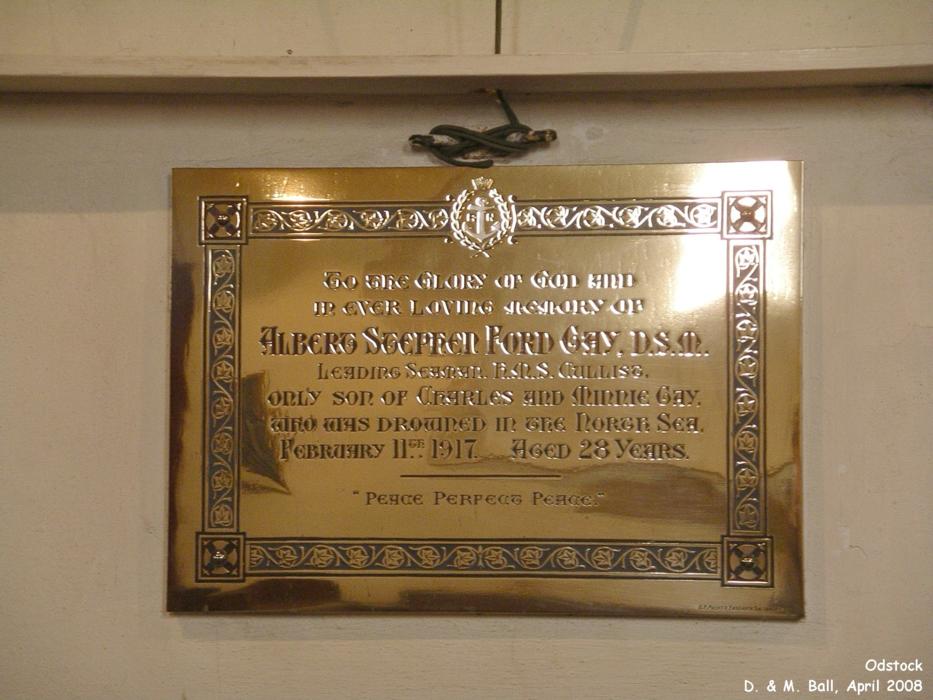 To the Glory of God and
in ever loving memory of
Albert Stephen Ford Gay, D.S.M.
Leading Seaman, H.M.S. Cullist,
only son of Charles and Minnie Gay,
who was drowned in the North Sea,
February 11th 1917. Aged 28 Years.
"Peace Perfect Peace."
Odstock
D. & M. Ball, April 2008